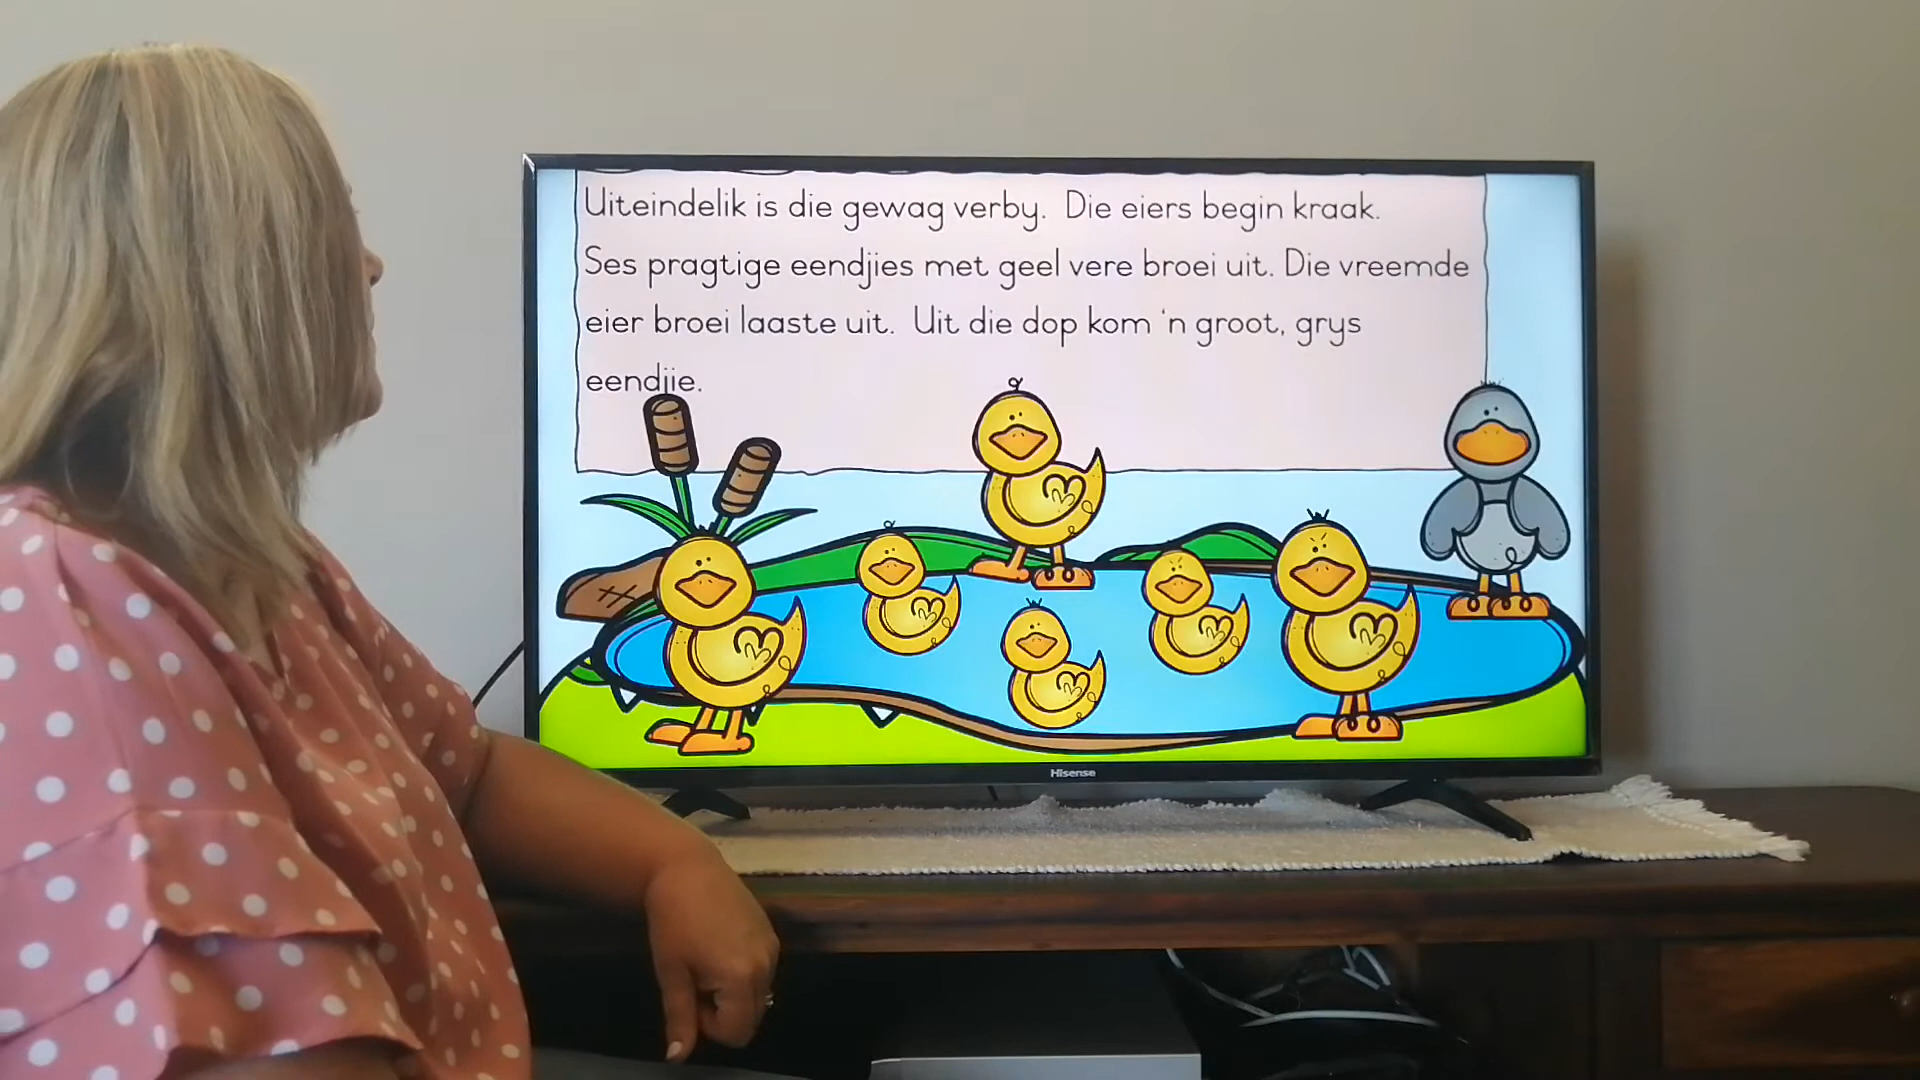 Uiteindelik is die gewag verby. Die eiers begin kraak.
Ses pragtige eendjies met geel vere broei uit. Die vreemde
eier broei laaste uit. Uit die dop kom 'n groot, grys
eendjie.
Hisense